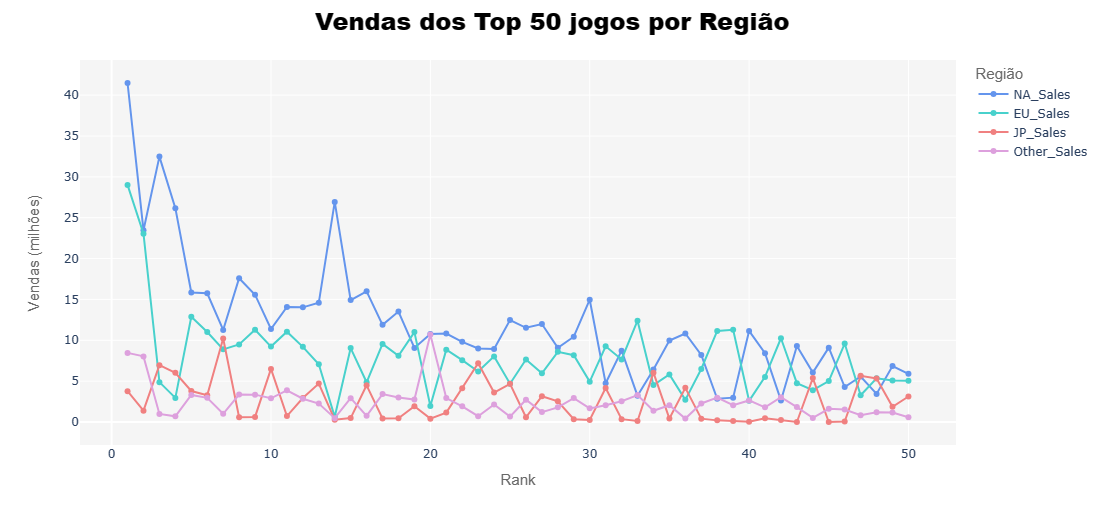 Vendas dos Top 50 jogos por Região
Região
NA_Sales
EU_Sales
JP_Sales
Other_Sales
Vendas (milhões)
40
35
30
25
20
15
10
5
0
0 10 20 30 40 50
Rank